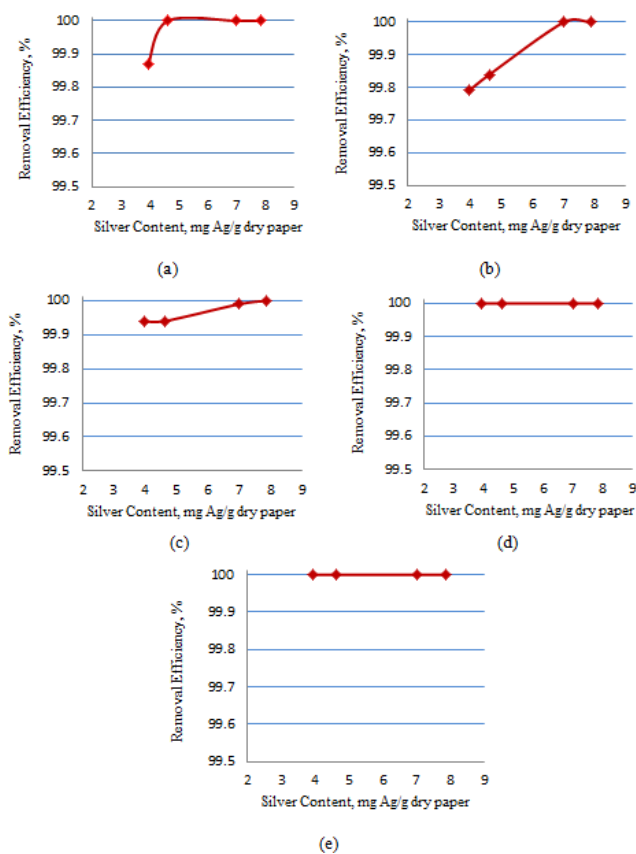 Removal Efficiency, %
100
99.9
99.8
99.7
99.6
99.5
2 3 4 5 6 7 8 9
Silver Content, mg Ag/g dry paper
(a)
Removal Efficiency, %
100
99.9
99.8
99.7
99.6
99.5
2 3 4 5 6 7 8 9
Silver Content, mg Ag/g dry paper
(b)
Removal Efficiency, %
100
99.9
99.8
99.7
99.6
99.5
2 3 4 5 6 7 8 9
Silver Content, mg Ag/g dry paper
(c)
Removal Efficiency, %
100
99.9
99.8
99.7
99.6
99.5
2 3 4 5 6 7 8 9
Silver Content, mg Ag/g dry paper
(d)
Removal Efficiency, %
100
99.9
99.8
99.7
99.6
99.5
2 3 4 5 6 7 8 9
Silver Content, mg Ag/g dry paper
(e)